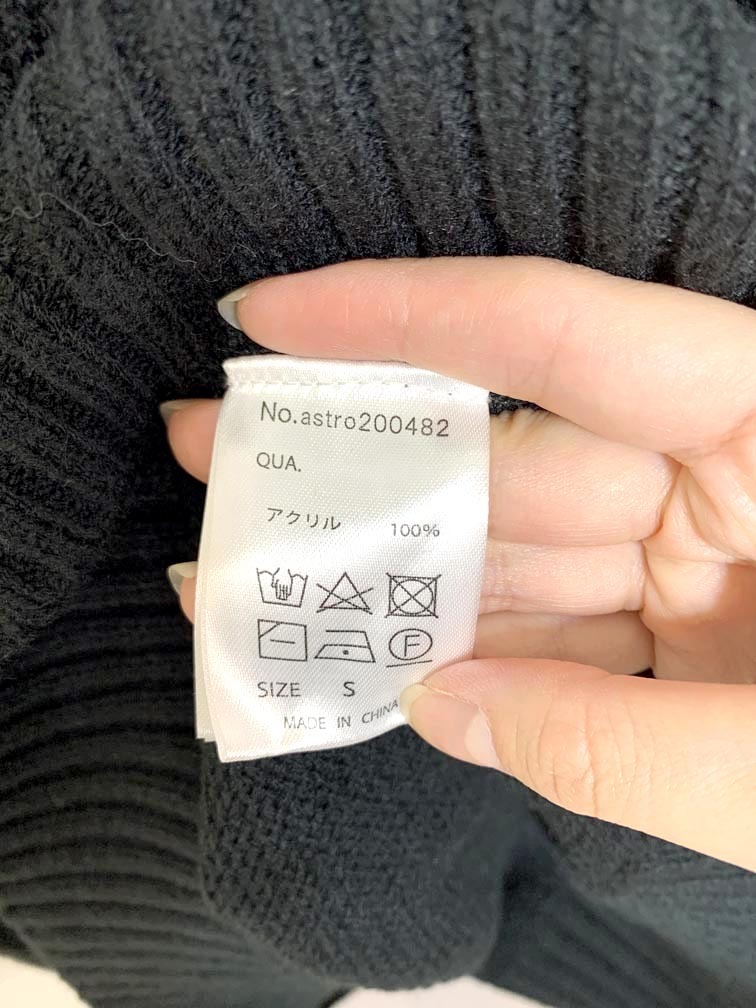 No.astro200482
QUA.
アクリル 100%
F
SIZE S
MADE IN CHINA